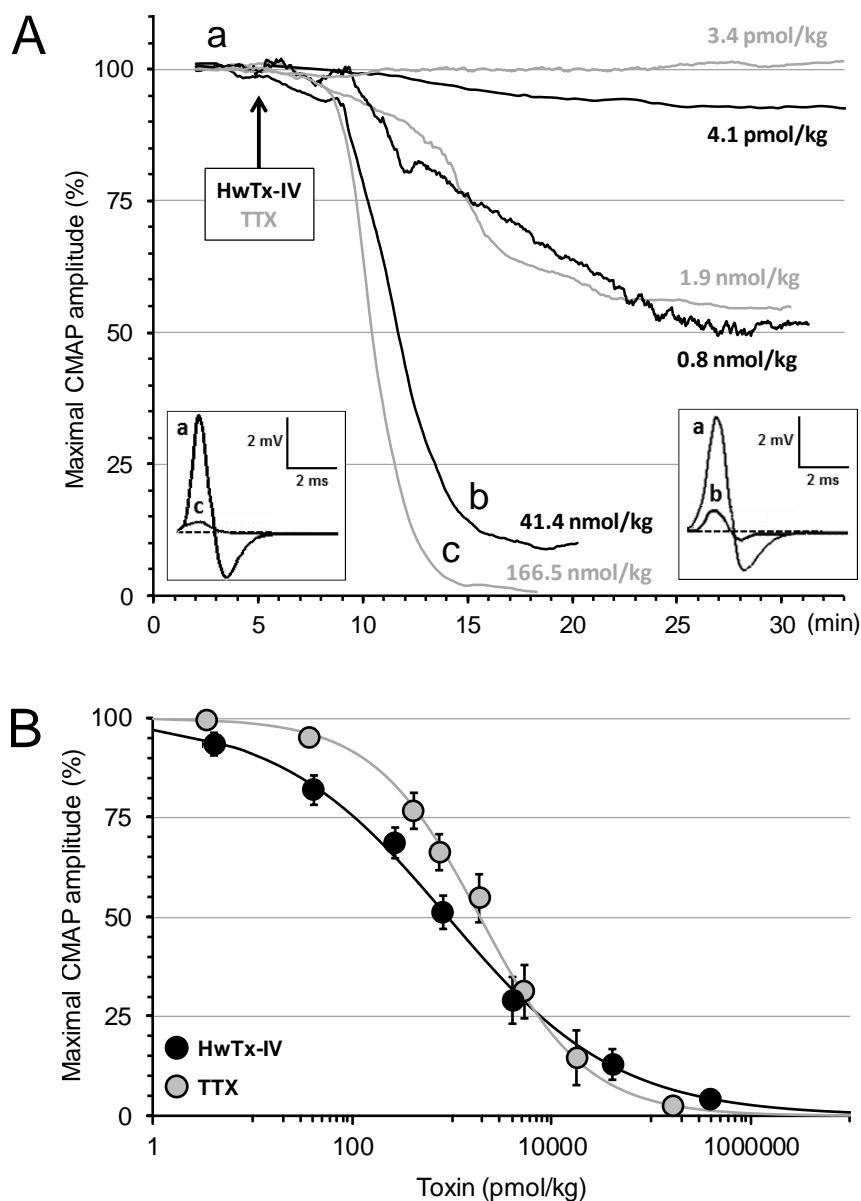 A
a
3.4 pmol/kg
4.1 pmol/kg
HwTx-IV
TTX
1.9 nmol/kg
0.8 nmol/kg
Maximal CMAP amplitude (%)
100
75
50
25
0
a
2 mV
2 ms
c
a
2 mV
2 ms
b
b
41.4 nmol/kg
c
166.5 nmol/kg
0 5 10 15 20 25 30 (min)
B
Maximal CMAP amplitude (%)
100
75
50
25
0
HwTx-IV
TTX
1 100 10000 1000000
Toxin (pmol/kg)